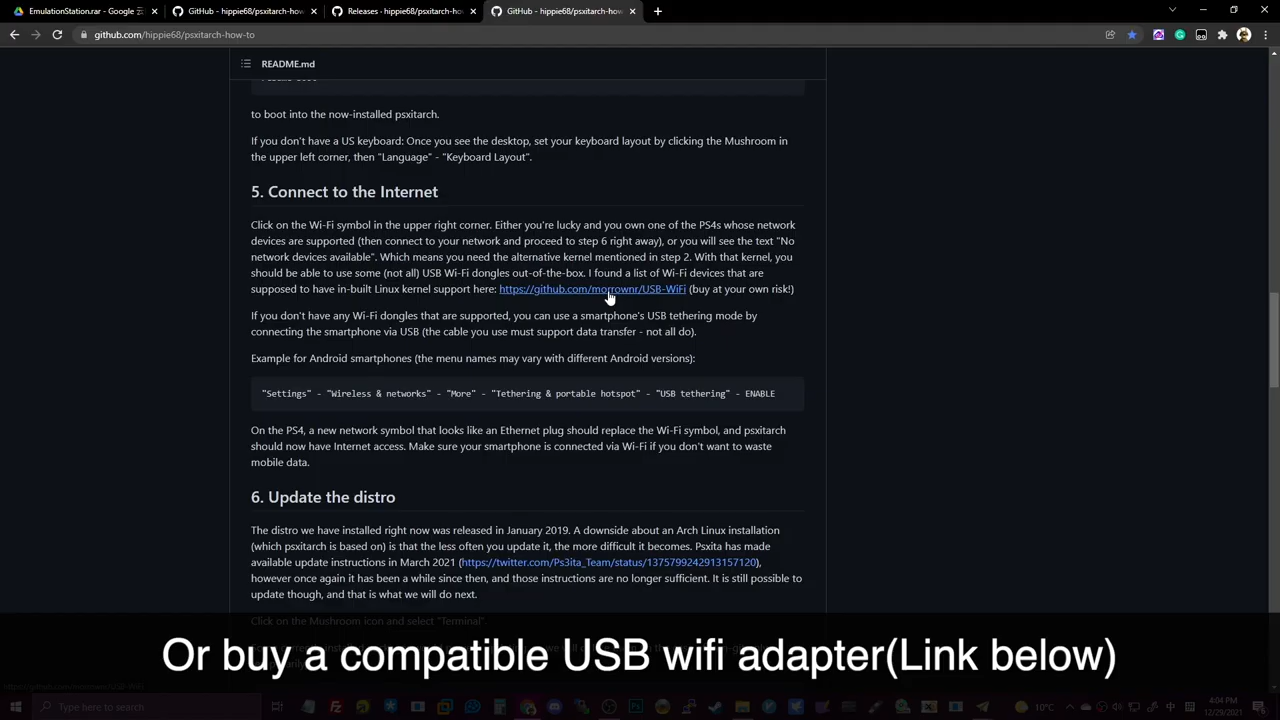 EmulationStation.rar - Google
GitHub - hippie68/psxitarch-how-
Releases - hippie68/psxitarch-how
GitHub - hippie68/psxitarch-how-
github.com/hippie68/psxitarch-how-to
README.md
to boot into the now-installed psxitarch.
If you don't have a US keyboard: Once you see the desktop, set your keyboard layout by clicking the Mushroom in
the upper left corner, then "Language" - "Keyboard Layout".
5. Connect to the Internet
Click on the Wi-Fi symbol in the upper right corner. Either you're lucky and you own one of the PS4s whose network
devices are supported (then connect to your network and proceed to step 6 right away), or you will see the text "No
network devices available". Which means you need the alternative kernel mentioned in step 2. With that kernel, you
should be able to use some (not all) USB Wi-Fi dongles out-of-the-box. I found a list of Wi-Fi devices that are
supposed to have in-built Linux kernel support here: https://github.com/morrownr/USB-WiFi (buy at your own risk!)
If you don't have any Wi-Fi dongles that are supported, you can use a smartphone's USB tethering mode by
connecting the smartphone via USB (the cable you use must support data transfer - not all do).
Example for Android smartphones (the menu names may vary with different Android versions):
"Settings" - "Wireless & networks" - "More" - "Tethering & portable hotspot" - "USB tethering" - ENABLE
On the PS4, a new network symbol that looks like an Ethernet plug should replace the Wi-Fi symbol, and psxitarch
should now have Internet access. Make sure your smartphone is connected via Wi-Fi if you don't want to waste
mobile data.
6. Update the distro
The distro we have installed right now was released in January 2019. A downside about an Arch Linux installation
(which psxitarch is based on) is that the less often you update it, the more difficult it becomes. Psxita has made
available update instructions in March 2021 (https://twitter.com/Ps3ita_Team/status/1375799242913157120),
however once again it has been a while since then, and those instructions are no longer sufficient. It is still possible to
update though, and that is what we will do next.
Click on the Mushroom icon and select "Terminal".
Or buy a compatible USB wifi adapter(Link below)
Type here to search
10°C
中
4:04 PM
12/29/2021